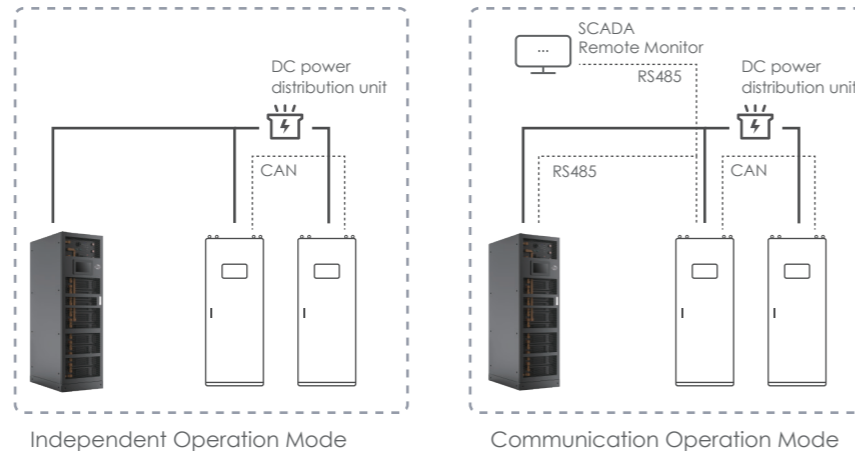 DC power
distribution unit
CAN
Independent Operation Mode
SCADA
Remote Monitor
RS485
DC power
distribution unit
RS485
CAN
Communication Operation Mode